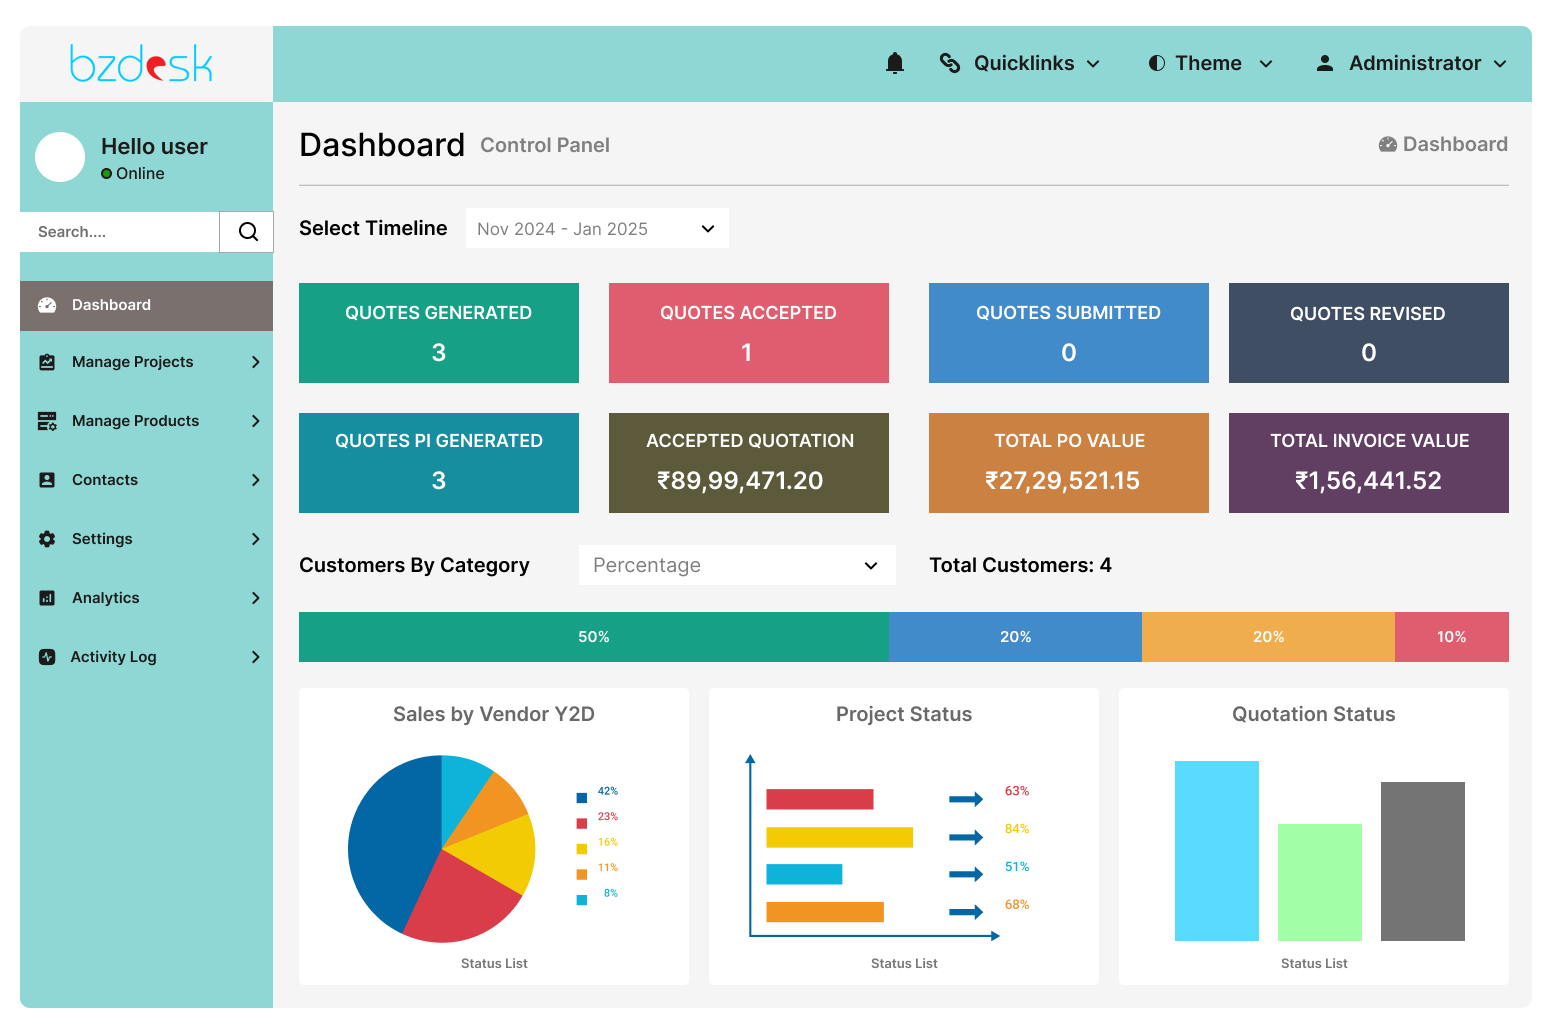 bzdesk
Quicklinks
Theme
Administrator
Hello user
Online
Search....
Dashboard
Manage Projects
Manage Products
Contacts
Settings
Analytics
Activity Log
Dashboard Control Panel
Dashboard
Select Timeline
Nov 2024 - Jan 2025
QUOTES GENERATED
3
QUOTES ACCEPTED
1
QUOTES SUBMITTED
0
QUOTES REVISED
0
QUOTES PI GENERATED
3
ACCEPTED QUOTATION
₹89,99,471.20
TOTAL PO VALUE
₹27,29,521.15
TOTAL INVOICE VALUE
₹1,56,441.52
Customers By Category
Percentage
Total Customers: 4
50%
20%
20%
10%
Sales by Vendor Y2D
42%
23%
16%
11%
8%
Status List
Project Status
63%
84%
51%
68%
Status List
Quotation Status
Status List